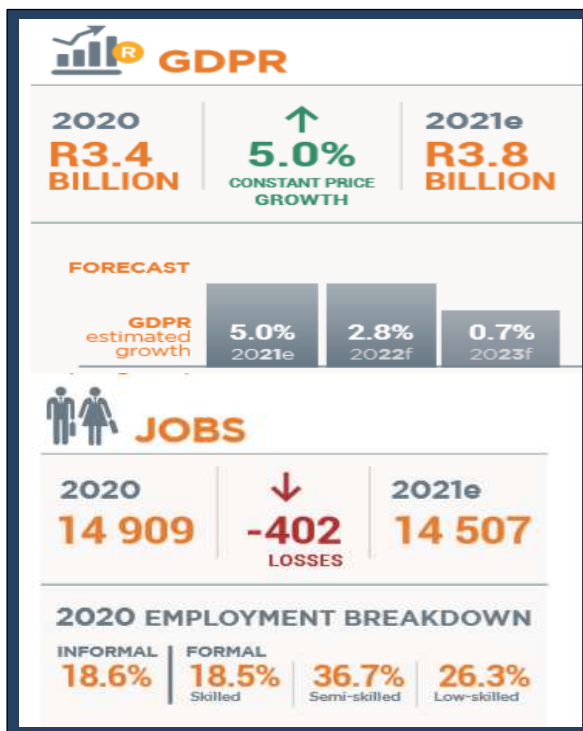 R GDPR
2020
R3.4
BILLION
5.0%
CONSTANT PRICE
GROWTH
2021e
R3.8
BILLION
FORECAST
GDPR
estimated
growth
5.0%
2021e
2.8%
2022f
0.7%
2023f
JOBS
2020
14 909
-402
LOSSES
2021e
14 507
2020 EMPLOYMENT BREAKDOWN
INFORMAL
18.6%
FORMAL
18.5%
Skilled
36.7%
Semi-skilled
26.3%
Low-skilled